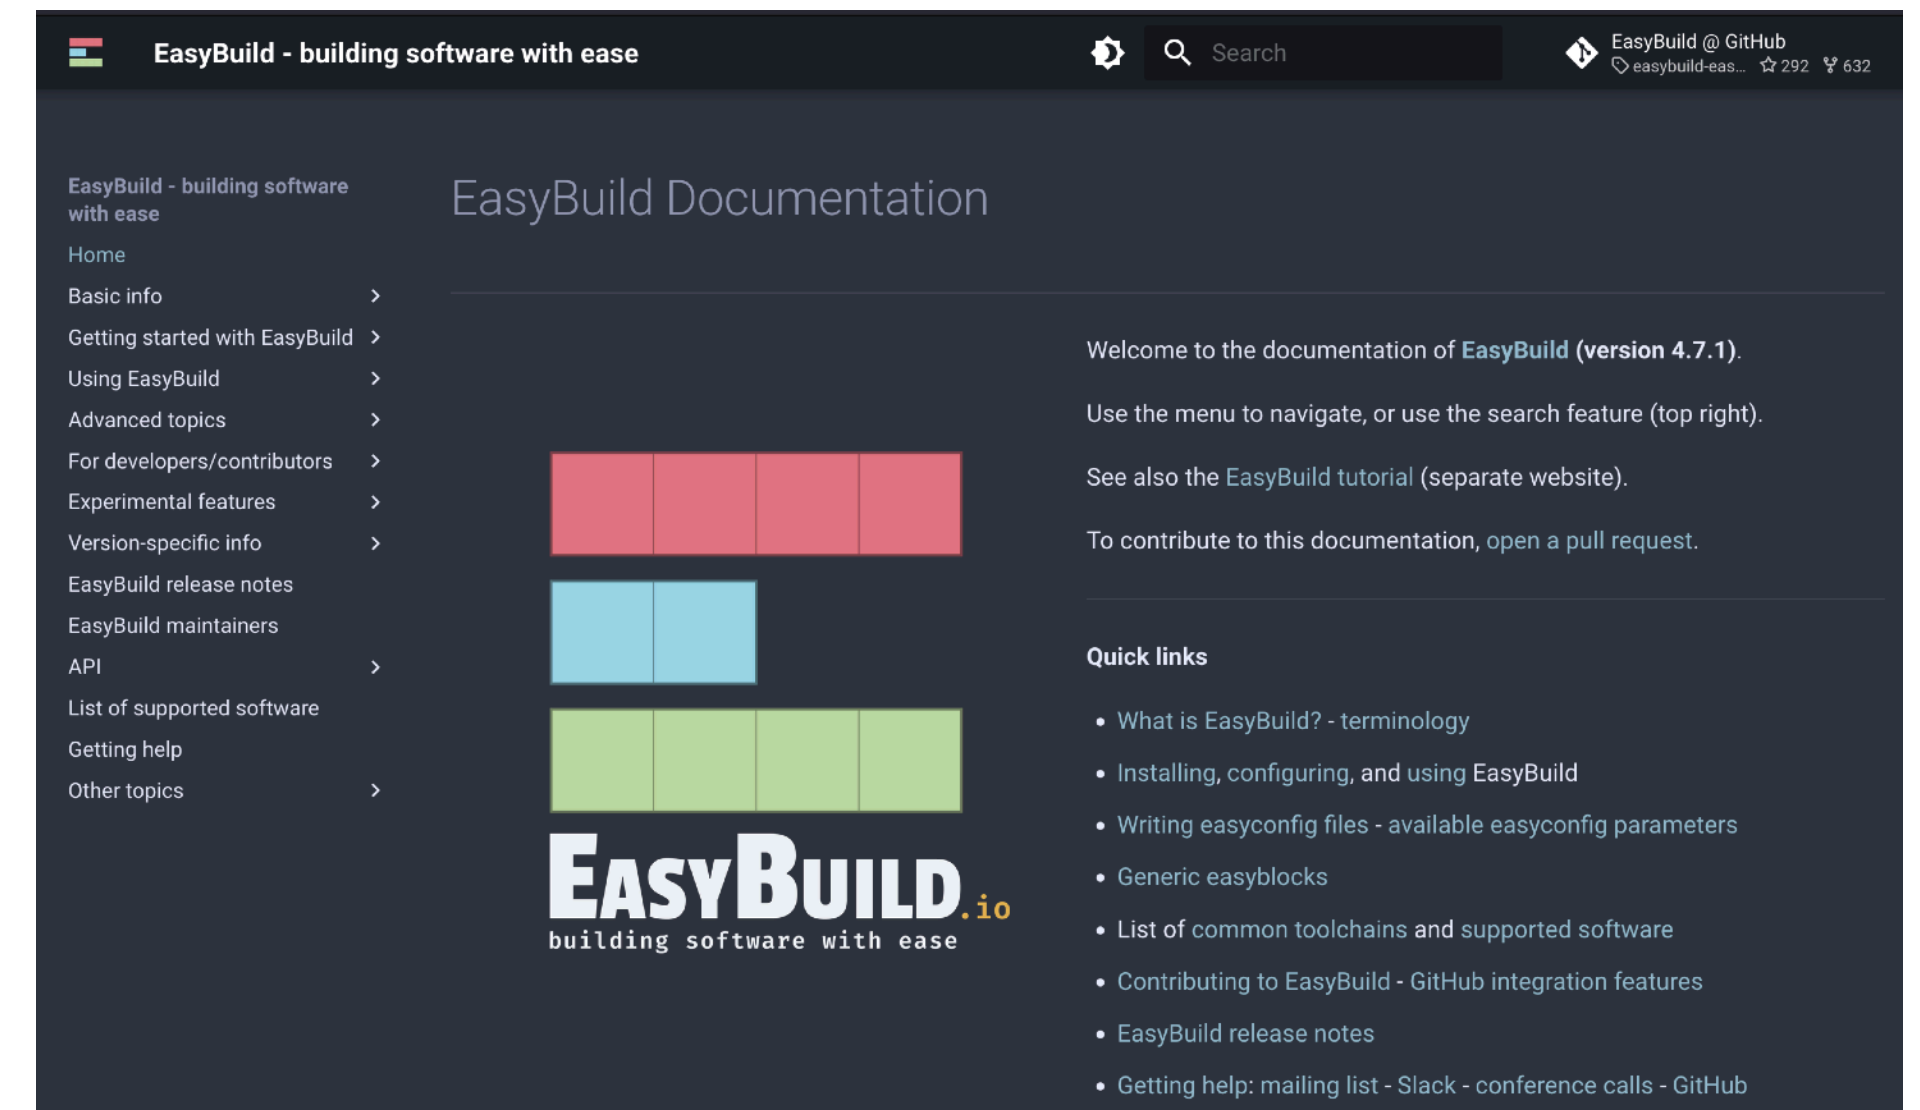 EasyBuild - building software with ease
Search
EasyBuild @ GitHub
easybuild-eas... 292 632
EasyBuild - building software
with ease
Home
Basic info
Getting started with EasyBuild
Using EasyBuild
Advanced topics
For developers/contributors
Experimental features
Version-specific info
EasyBuild release notes
EasyBuild maintainers
API
List of supported software
Getting help
Other topics
EasyBuild Documentation
EASYBUILD.io
building software with ease
Welcome to the documentation of EasyBuild (version 4.7.1).
Use the menu to navigate, or use the search feature (top right).
See also the EasyBuild tutorial (separate website).
To contribute to this documentation, open a pull request.
Quick links
• What is EasyBuild? - terminology
• Installing, configuring, and using EasyBuild
• Writing easyconfig files - available easyconfig parameters
• Generic easyblocks
• List of common toolchains and supported software
• Contributing to EasyBuild - GitHub integration features
• EasyBuild release notes
• Getting help: mailing list - Slack - conference calls - GitHub